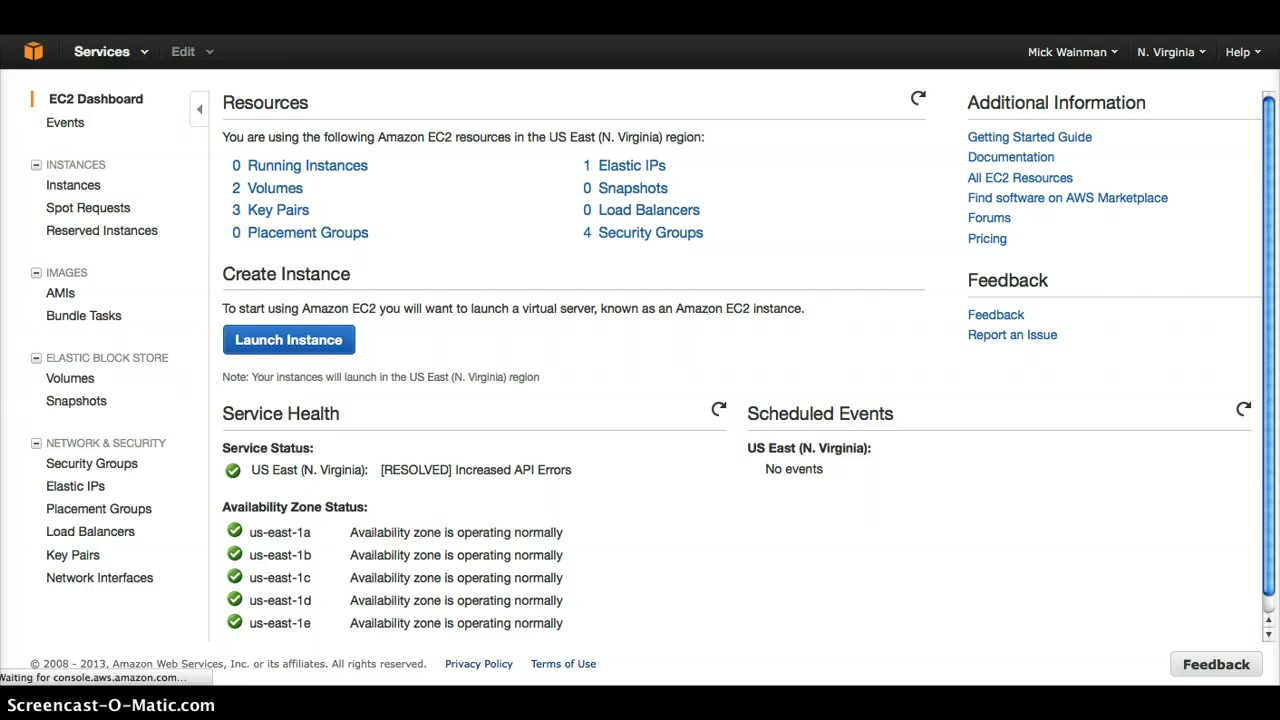 Services Edit Mick Wainman N. Virginia Help
EC2 Dashboard
Events
INSTANCES
Instances
Spot Requests
Reserved Instances
IMAGES
AMIs
Bundle Tasks
ELASTIC BLOCK STORE
Volumes
Snapshots
NETWORK & SECURITY
Security Groups
Elastic IPs
Placement Groups
Load Balancers
Key Pairs
Network Interfaces
Resources
You are using the following Amazon EC2 resources in the US East (N. Virginia) region:
0 Running Instances 1 Elastic IPs
2 Volumes 0 Snapshots
3 Key Pairs 0 Load Balancers
0 Placement Groups 4 Security Groups
Create Instance
To start using Amazon EC2 you will want to launch a virtual server, known as an Amazon EC2 instance.
Launch Instance
Note: Your instances will launch in the US East (N. Virginia) region
Service Health
Service Status:
US East (N. Virginia): [RESOLVED] Increased API Errors
Availability Zone Status:
us-east-1a Availability zone is operating normally
us-east-1b Availability zone is operating normally
us-east-1c Availability zone is operating normally
us-east-1d Availability zone is operating normally
us-east-1e Availability zone is operating normally
Scheduled Events
US East (N. Virginia):
No events
Additional Information
Getting Started Guide
Documentation
All EC2 Resources
Find software on AWS Marketplace
Forums
Pricing
Feedback
Feedback
Report an Issue
© 2008 - 2013, Amazon Web Services, Inc. or its affiliates. All rights reserved. Privacy Policy Terms of Use
Feedback
Waiting for console.aws.amazon.com...
Screencast-O-Matic.com